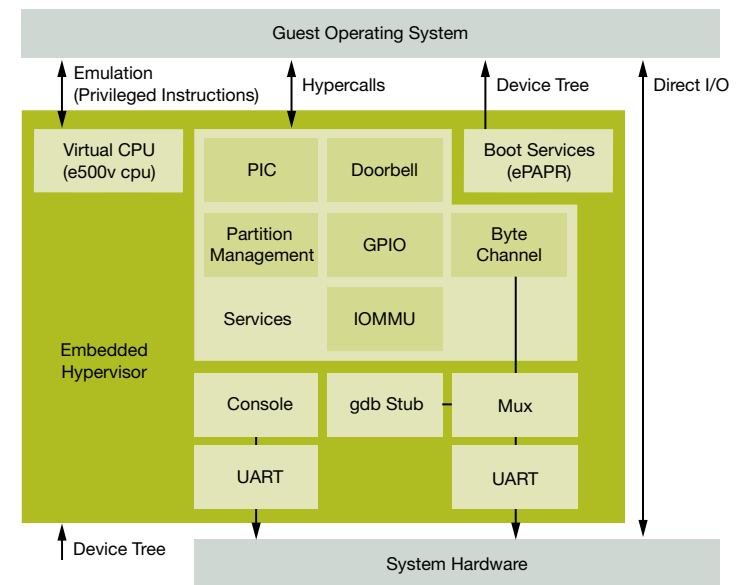 Guest Operating System
Emulation
(Privileged Instructions)
Hypercalls
Device Tree
Direct I/O
Virtual CPU
(e500v cpu)
PIC
Doorbell
Boot Services
(ePAPR)
Partition
Management
GPIO
Byte
Channel
Services
IOMMU
Embedded
Hypervisor
Console
gdb Stub
Mux
UART
UART
Device Tree
System Hardware